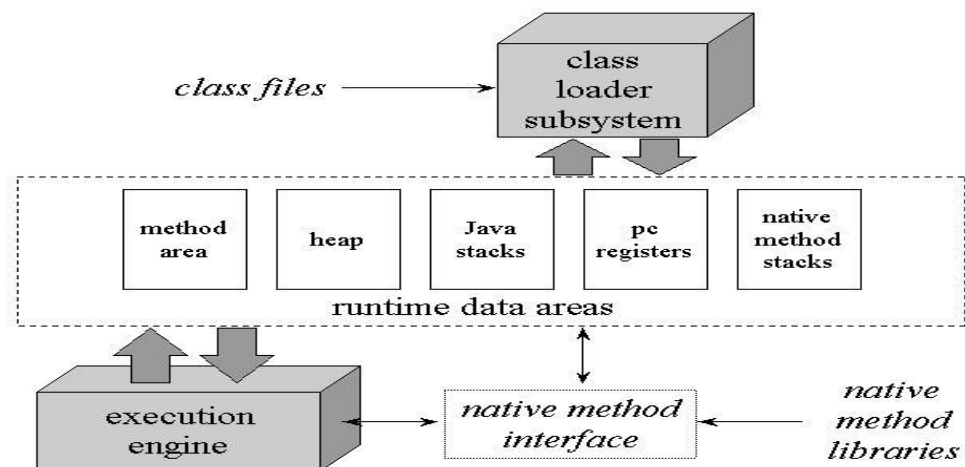 class
loader
subsystem
class files
method
area
heap
Java
stacks
pc
registers
native
method
stacks
runtime data areas
execution
engine
native method
interface
native
method
libraries